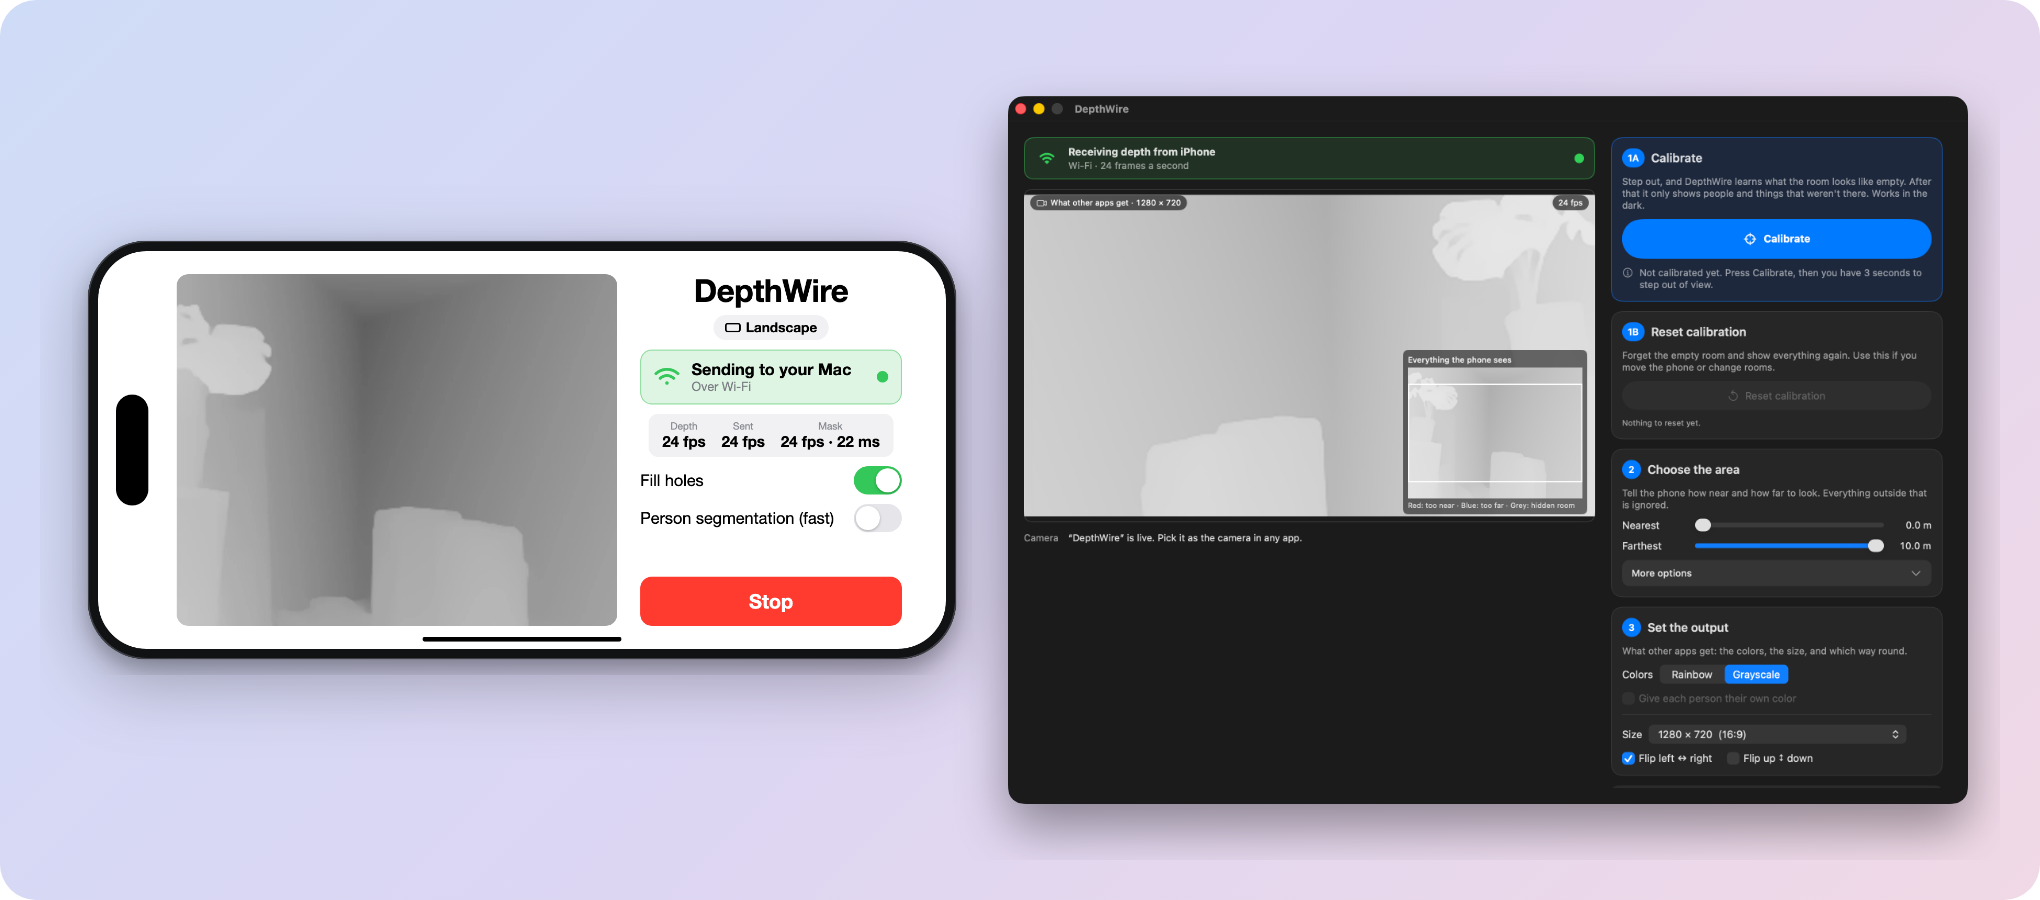 DepthWire
Landscape
Sending to your Mac
Over Wi-Fi
Depth Sent Mask
24 fps 24 fps 24 fps · 22 ms
Fill holes
Person segmentation (fast)
Stop
DepthWire
Receiving depth from iPhone
Wi-Fi · 24 frames a second
What other apps get · 1280 × 720
24 fps
Everything the phone sees
Red: too near · Blue: too far · Grey: hidden room
Camera “DepthWire” is live. Pick it as the camera in any app.
1A Calibrate
Step out, and DepthWire learns what the room looks like empty. After
that it only shows people and things that weren't there. Works in the
dark.
Calibrate
Not calibrated yet. Press Calibrate, then you have 3 seconds to
step out of view.
1B Reset calibration
Forget the empty room and show everything again. Use this if you
move the phone or change rooms.
Reset calibration
Nothing to reset yet.
2 Choose the area
Tell the phone how near and how far to look. Everything outside that
is ignored.
Nearest 0.0 m
Farthest 10.0 m
More options
3 Set the output
What other apps get: the colors, the size, and which way round.
Colors Rainbow Grayscale
Give each person their own color
Size 1280 × 720 (16:9)
Flip left ↔ right Flip up ↕ down